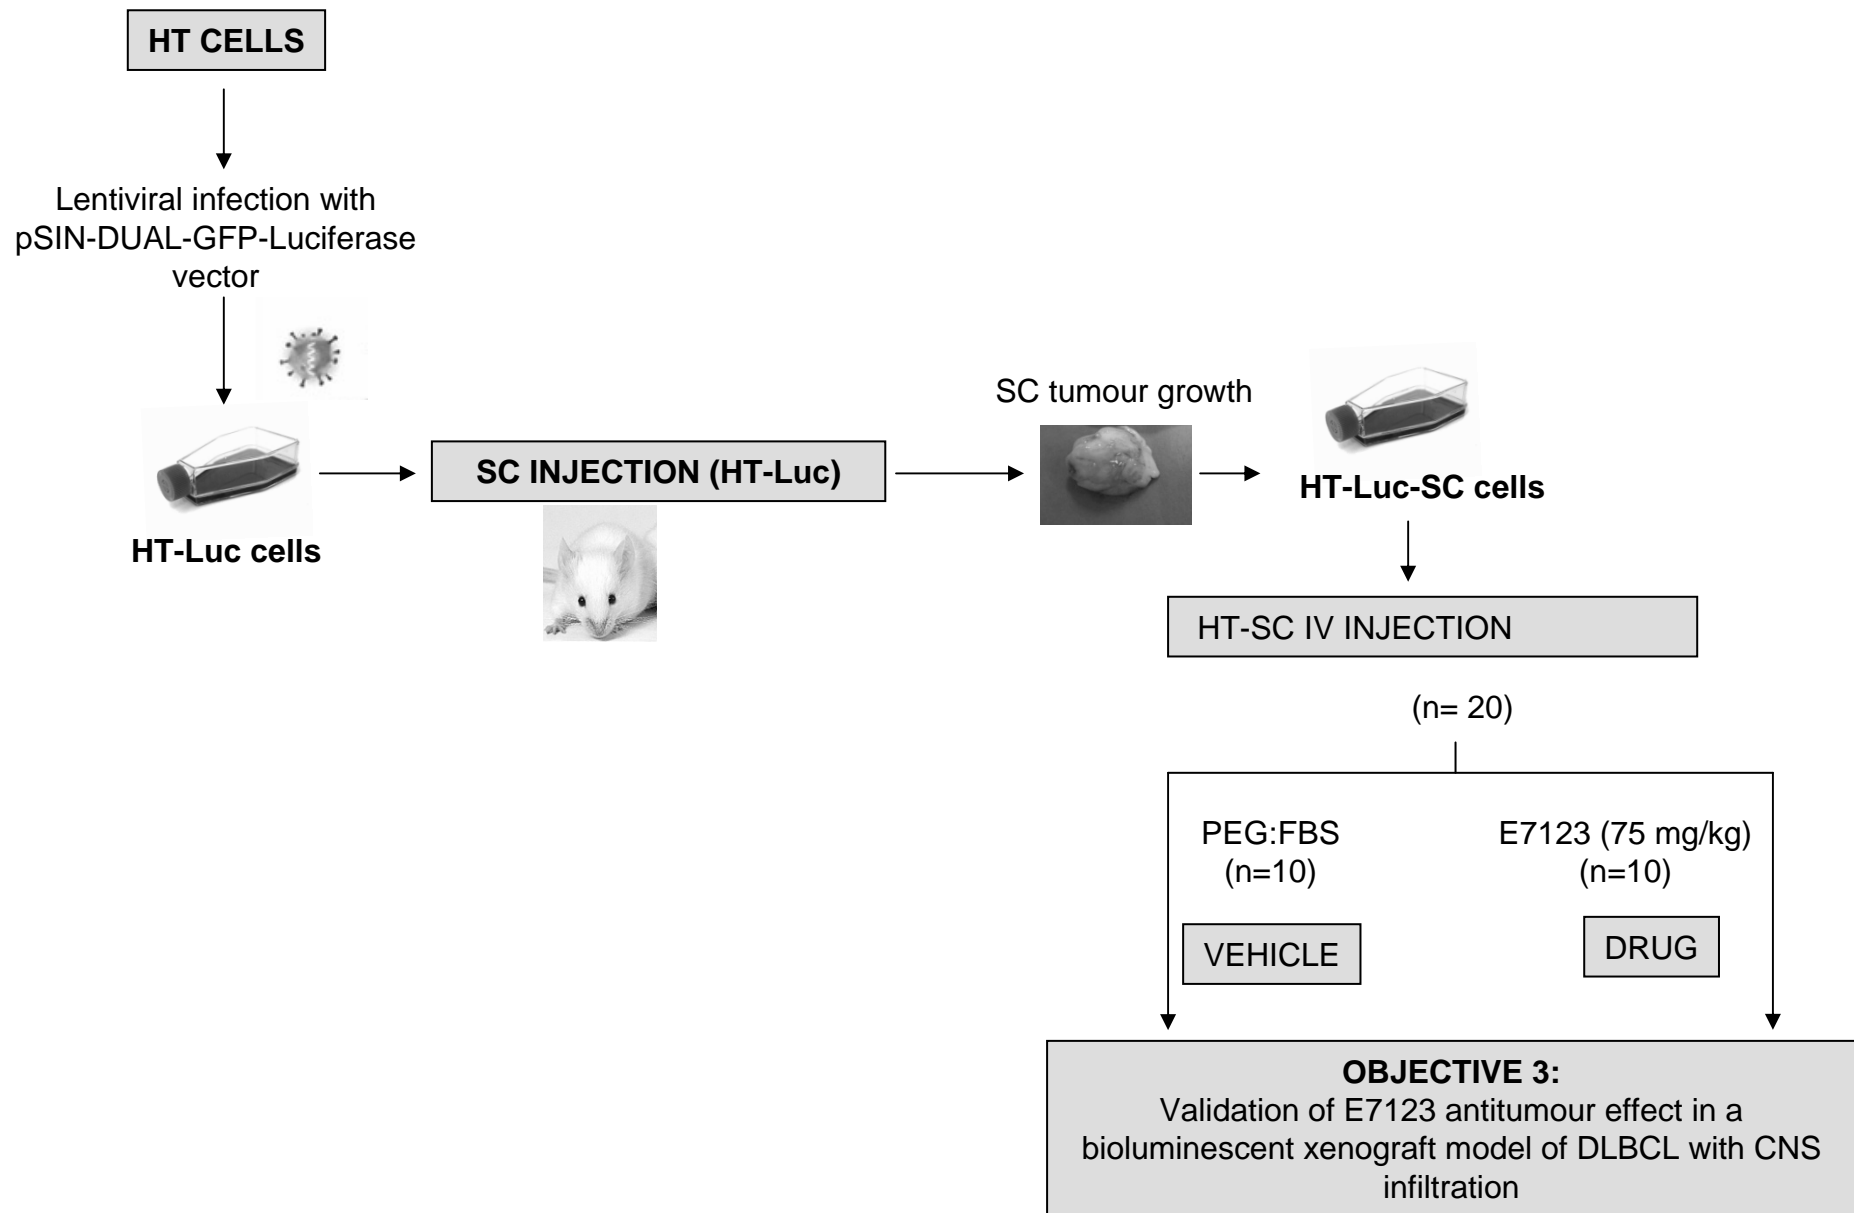 HT CELLS
Lentiviral infection with
pSIN-DUAL-GFP-Luciferase
vector
HT-Luc cells
SC INJECTION (HT-Luc)
SC tumour growth
HT-Luc-SC cells
HT-SC IV INJECTION
(n= 20)
PEG:FBS
(n=10)
VEHICLE
E7123 (75 mg/kg)
(n=10)
DRUG
OBJECTIVE 3:
Validation of E7123 antitumour effect in a
bioluminescent xenograft model of DLBCL with CNS
infiltration